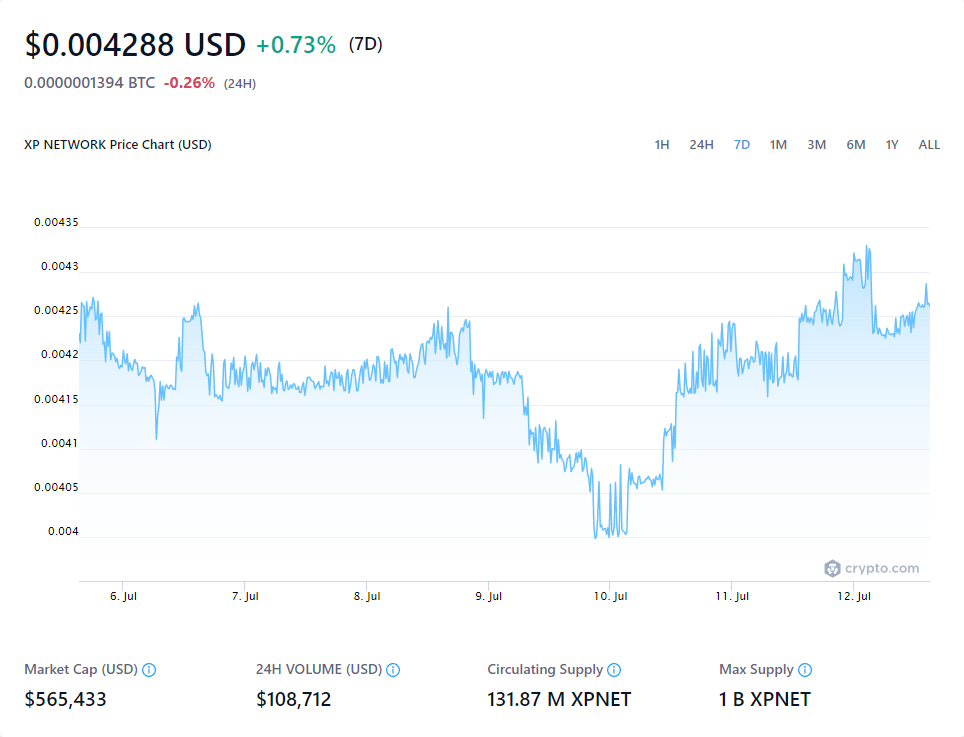 $0.004288 USD +0.73% (7D)
0.0000001394 BTC -0.26% (24H)
XP NETWORK Price Chart (USD) 1H 24H 7D 1M 3M 6M 1Y ALL
0.00435
0.0043
0.00425
0.0042
0.00415
0.0041
0.00405
0.004
crypto.com
6. Jul 7. Jul 8. Jul 9. Jul 10. Jul 11. Jul 12. Jul
Market Cap (USD) 24H VOLUME (USD) Circulating Supply Max Supply
$565,433 $108,712 131.87 M XPNET 1 B XPNET